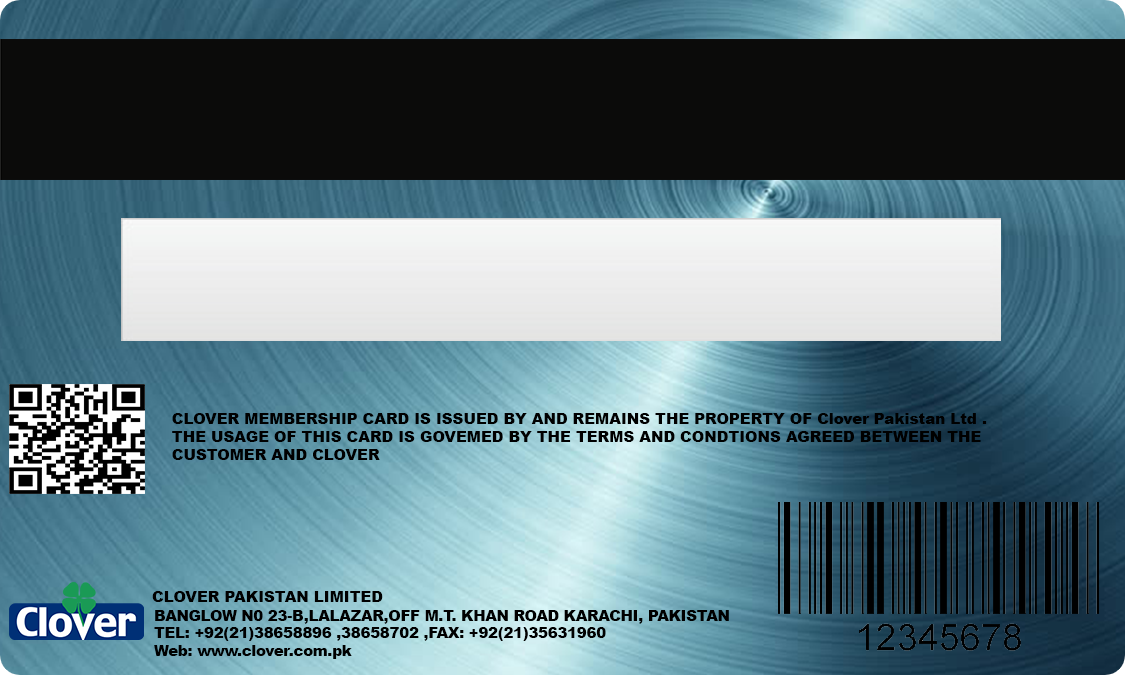 CLOVER MEMBERSHIP CARD IS ISSUED BY AND REMAINS THE PROPERTY OF Clover Pakistan Ltd .
THE USAGE OF THIS CARD IS GOVEMED BY THE TERMS AND CONDTIONS AGREED BETWEEN THE
CUSTOMER AND CLOVER
Clover
CLOVER PAKISTAN LIMITED
BANGLOW N0 23-B,LALAZAR,OFF M.T. KHAN ROAD KARACHI, PAKISTAN
TEL: +92(21)38658896 ,38658702 ,FAX: +92(21)35631960
Web: www.clover.com.pk
12345678